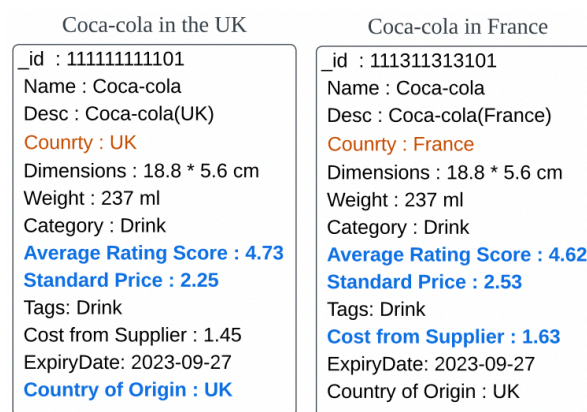 Coca-cola in the UK
_id : 111111111101
Name : Coca-cola
Desc : Coca-cola(UK)
Counrty : UK
Dimensions : 18.8 * 5.6 cm
Weight : 237 ml
Category : Drink
Average Rating Score : 4.73
Standard Price : 2.25
Tags: Drink
Cost from Supplier : 1.45
ExpiryDate: 2023-09-27
Country of Origin : UK
Coca-cola in France
_id : 111311313101
Name : Coca-cola
Desc : Coca-cola(France)
Counrty : France
Dimensions : 18.8 * 5.6 cm
Weight : 237 ml
Category : Drink
Average Rating Score : 4.62
Standard Price : 2.53
Tags: Drink
Cost from Supplier : 1.63
ExpiryDate: 2023-09-27
Country of Origin : UK